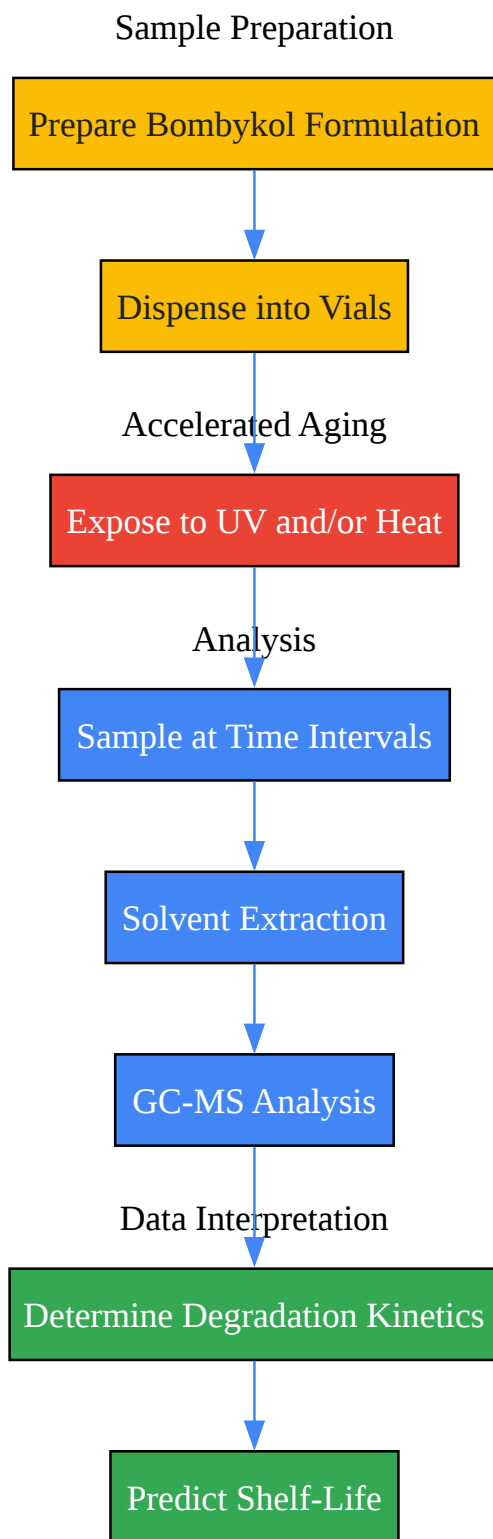 Sample Preparation
Prepare Bombykol Formulation
Dispense into Vials
Accelerated Aging
Expose to UV and/or Heat
Analysis
Sample at Time Intervals
Solvent Extraction
GC-MS Analysis
Data Interpretation
Determine Degradation Kinetics
Predict Shelf-Life